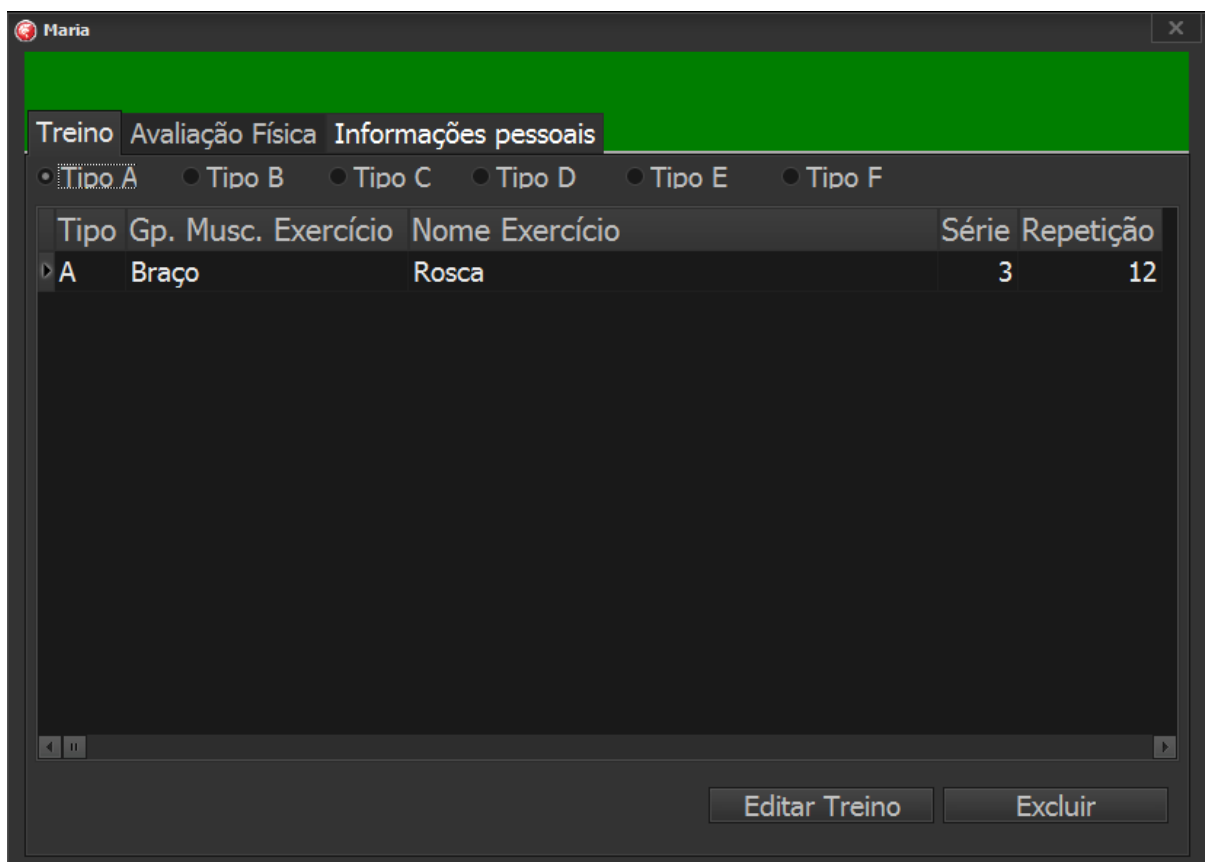 Maria
Treino Avaliação Física Informações pessoais
Tipo A Tipo B Tipo C Tipo D Tipo E Tipo F
Tipo Gp. Musc. Exercício Nome Exercício Série Repetição
A Braço Rosca 3 12
Editar Treino Excluir